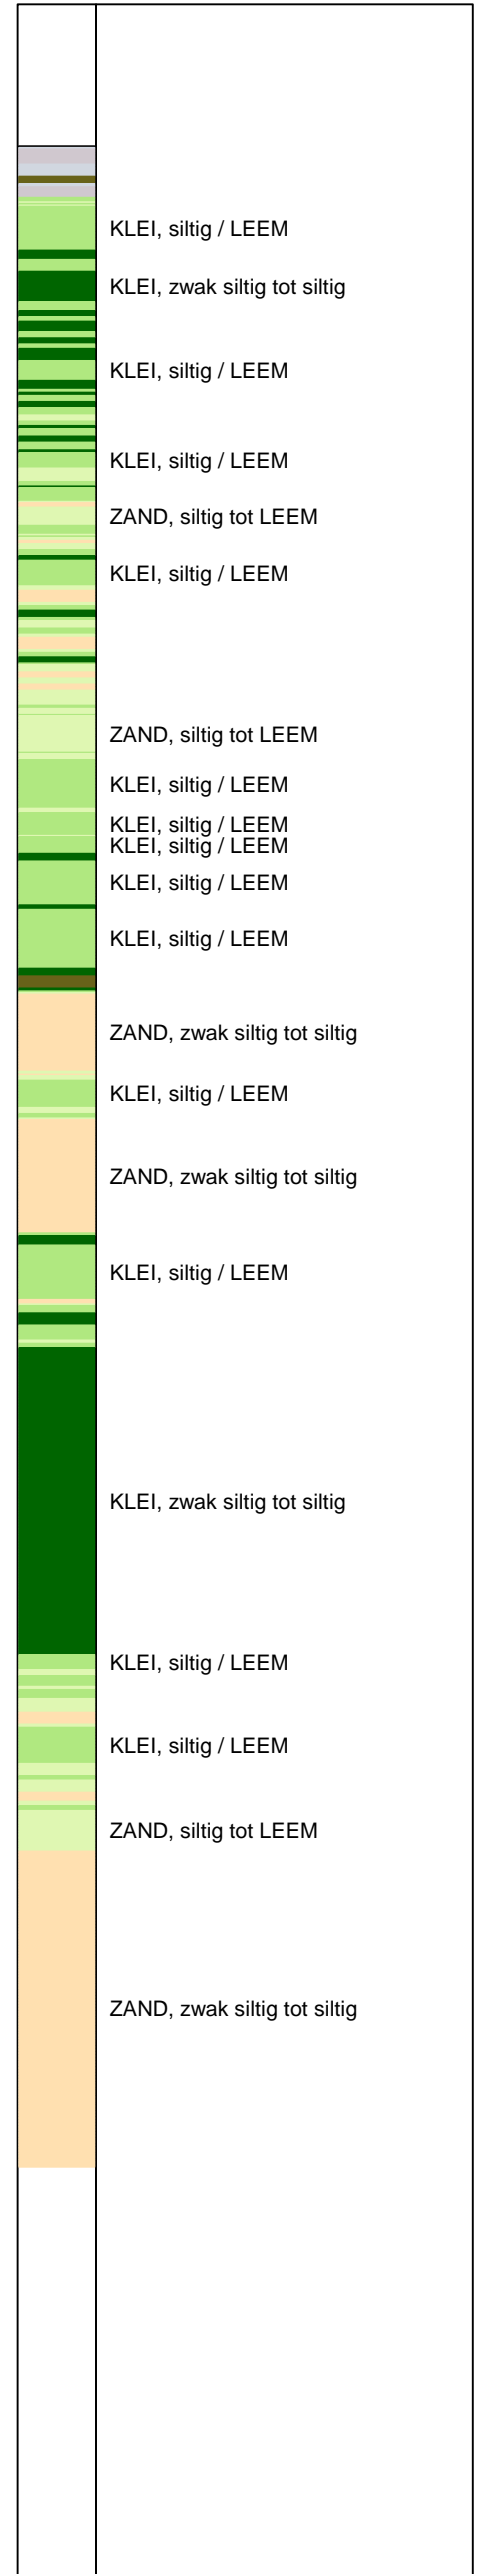 KLEI, siltig / LEEM
KLEI, zwak siltig tot siltig
KLEI, siltig / LEEM
KLEI, siltig / LEEM
ZAND, siltig tot LEEM
KLEI, siltig / LEEM
ZAND, siltig tot LEEM
KLEI, siltig / LEEM
KLEI, siltig / LEEM
KLEI, siltig / LEEM
KLEI, siltig / LEEM
KLEI, siltig / LEEM
ZAND, zwak siltig tot siltig
KLEI, siltig / LEEM
ZAND, zwak siltig tot siltig
KLEI, siltig / LEEM
KLEI, zwak siltig tot siltig
KLEI, siltig / LEEM
KLEI, siltig / LEEM
ZAND, siltig tot LEEM
ZAND, zwak siltig tot siltig